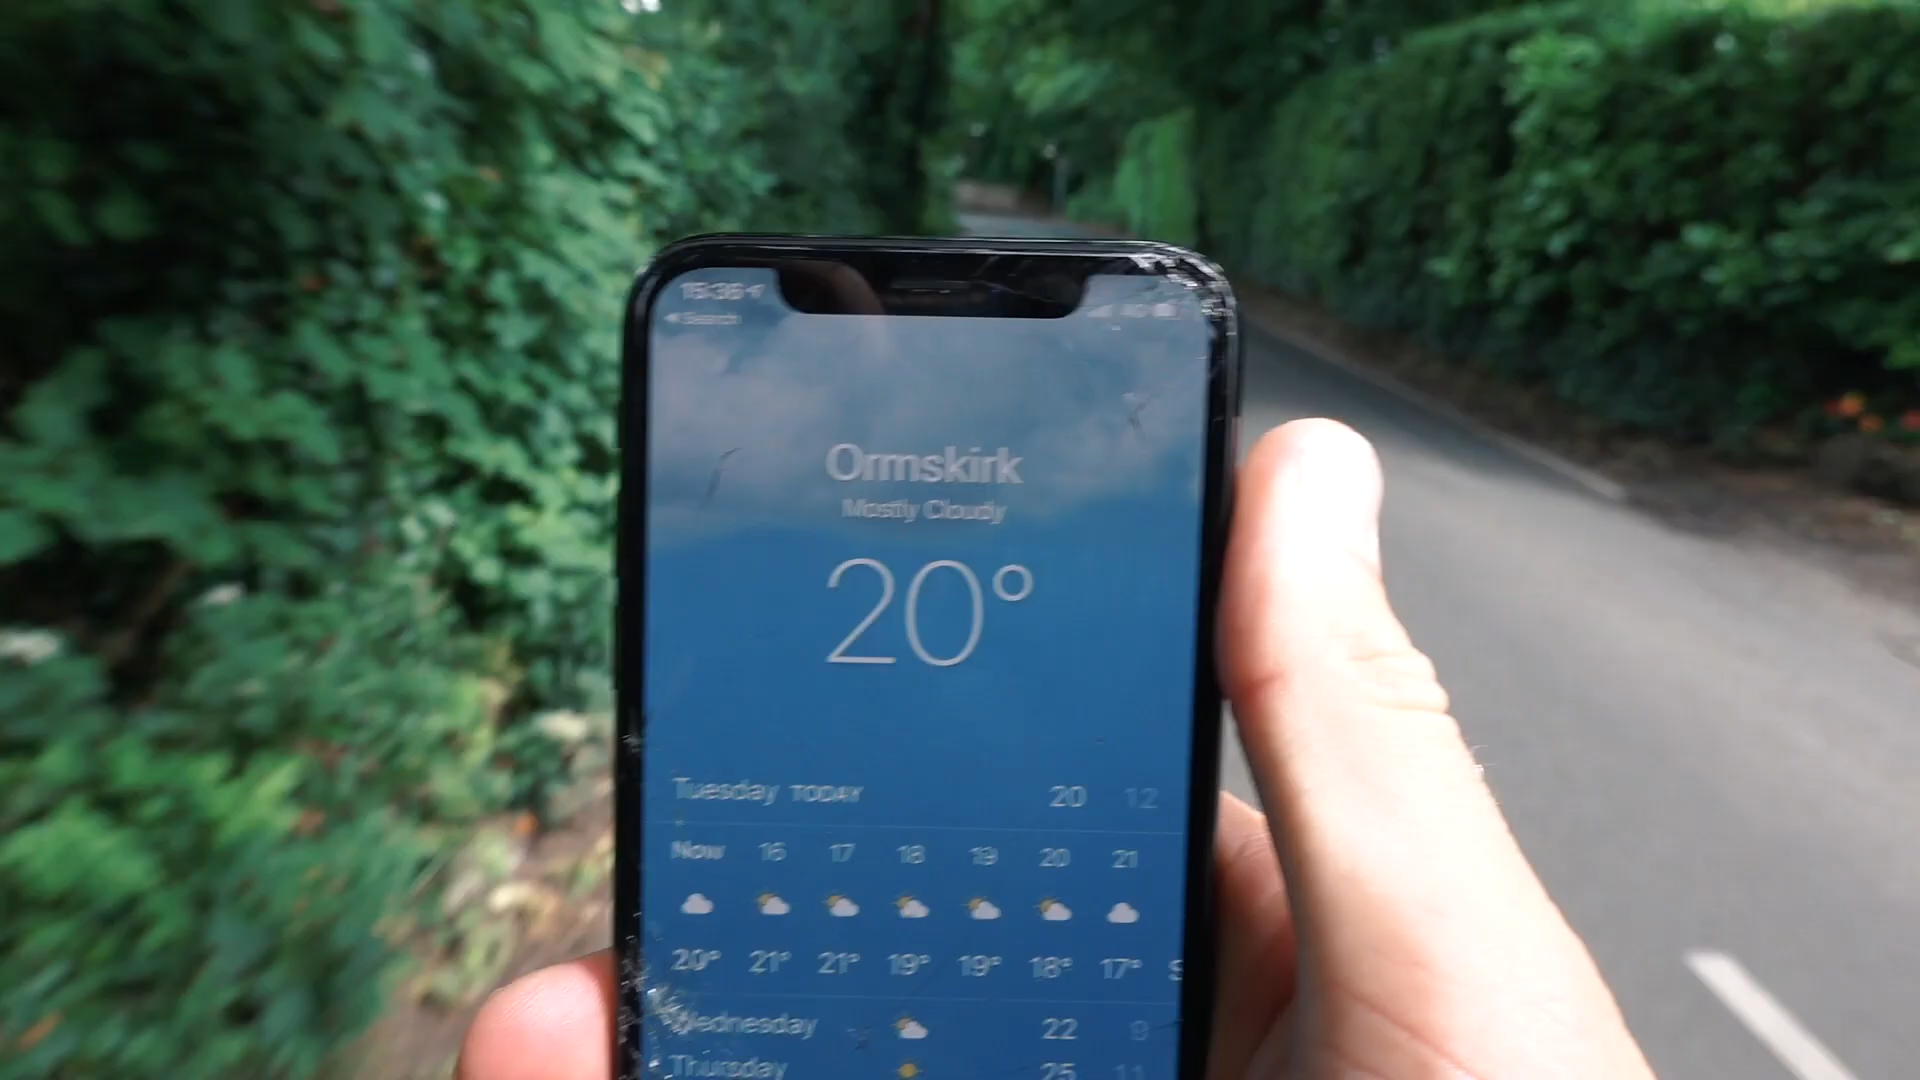 15:36
Search
Ormskirk
Mostly Cloudy
20°
Tuesday TODAY 20 12
Now 16 17 18 19 20 21
20° 21° 21° 19° 19° 18° 17°
Wednesday 22 8
Thursday 25 11